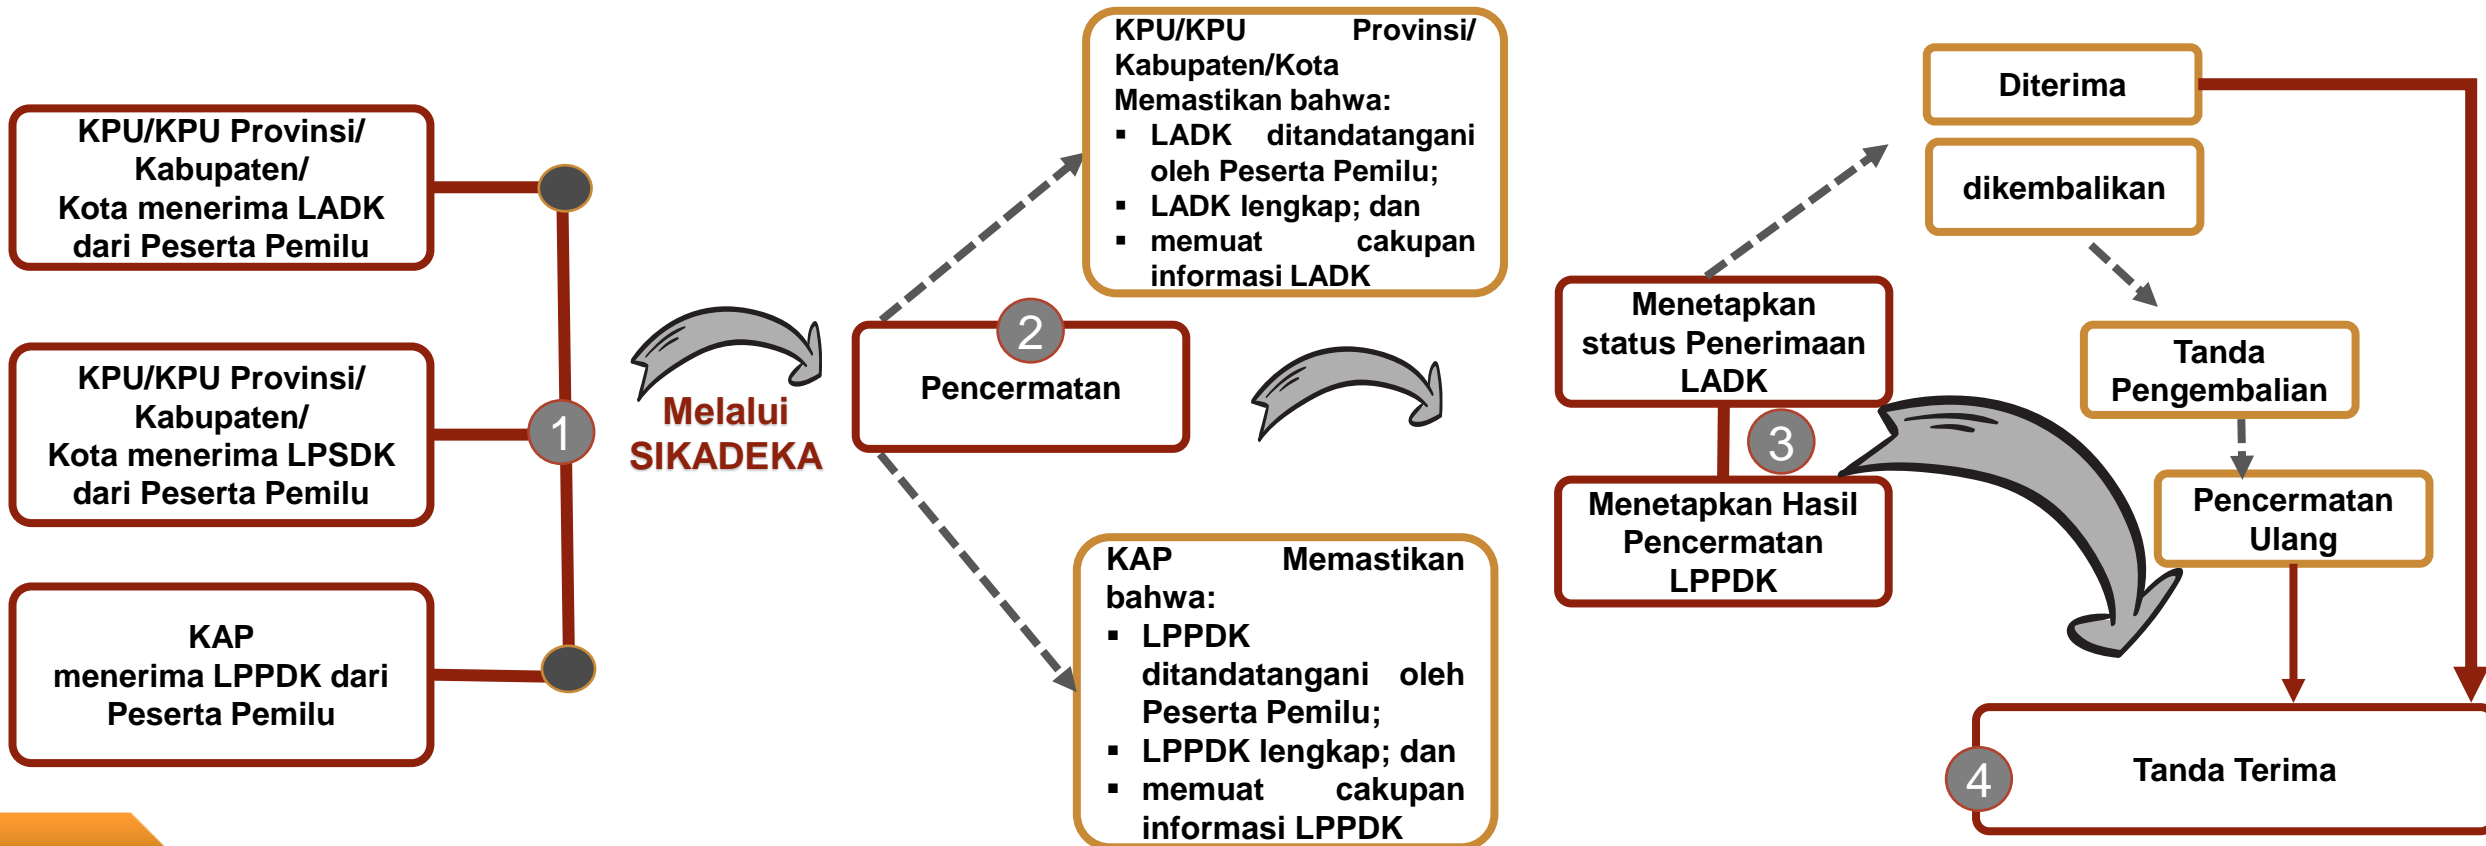 KPU/KPU Provinsi/
Kabupaten/
Kota menerima LADK
dari Peserta Pemilu
KPU/KPU Provinsi/
Kabupaten/
Kota menerima LPSDK
dari Peserta Pemilu
KAP
menerima LPPDK dari
Peserta Pemilu
1
Melalui
SIKADEKA
2
Pencermatan
KPU/KPU Provinsi/
Kabupaten/Kota
Memastikan bahwa:
▪ LADK ditandatangani
oleh Peserta Pemilu;
▪ LADK lengkap; dan
▪ memuat cakupan
informasi LADK
KAP Memastikan
bahwa:
▪ LPPDK
ditandatangani oleh
Peserta Pemilu;
▪ LPPDK lengkap; dan
▪ memuat cakupan
informasi LPPDK
Menetapkan
status Penerimaan
LADK
3
Menetapkan Hasil
Pencermatan
LPPDK
Diterima
dikembalikan
Tanda
Pengembalian
Pencermatan
Ulang
4
Tanda Terima